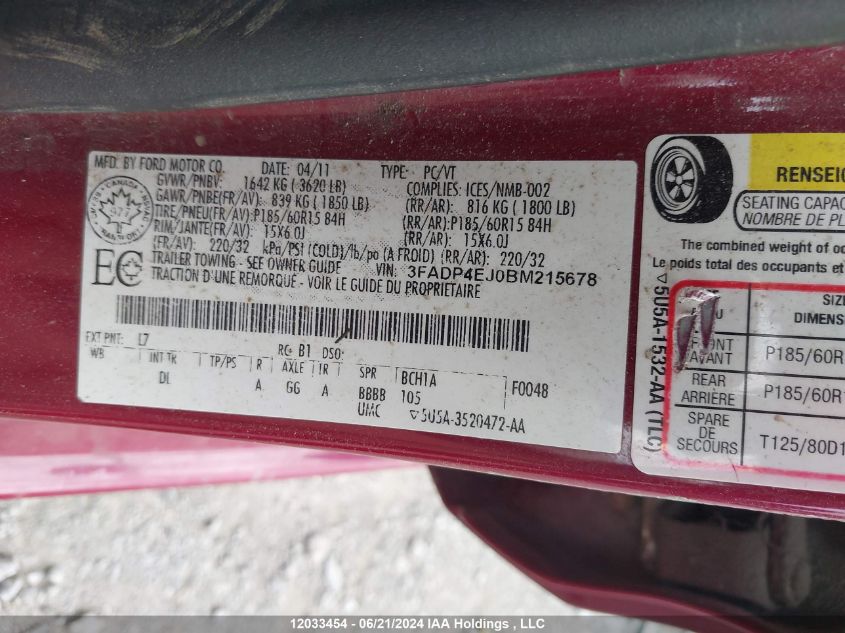 MFD. BY FORD MOTOR CO. DATE: 04/11 TYPE: PC/VT
GVWR/PNBV: 1642 KG ( 3620 LB) COMPLIES: ICES/NMB-002
GAWR/PNBE(FR/AV): 839 KG ( 1850 LB) (RR/AR): 816 KG ( 1800 LB)
TIRE/PNEU(FR/AV):P185/60R15 84H (RR/AR):P185/60R15 84H
RIM/JANTE(FR/AV): 15X6.0J (RR/AR): 15X6.0J
(FR/AV): 220/32 kPa/PSI (COLD)/lb/po (A FROID) (RR/AR): 220/32
TRAILER TOWING - SEE OWNER GUIDE VIN: 3FADP4EJ0BM215678
TRACTION D'UNE REMORQUE - VOIR LE GUIDE DU PROPRIETAIRE
CANADA
977
EC
EXT PNT: L7 RC: B1 DSO:
WB INT TR TP/PS R AXLE TR SPR BCH1A F0048
DL A GG A BBBB 105
UMC ▽5U5A-3520472-AA
RENSEIG
SEATING CAPAC
NOMBRE DE PL
The combined weight of oc
Le poids total des occupants et
▽5U5A-1532-AA (TLC)
SIZE
DIMENS
FRONT
AVANT P185/60R
REAR
ARRIÈRE P185/60R1
SPARE
DE
SECOURS T125/80D1
12033454 - 06/21/2024 IAA Holdings , LLC